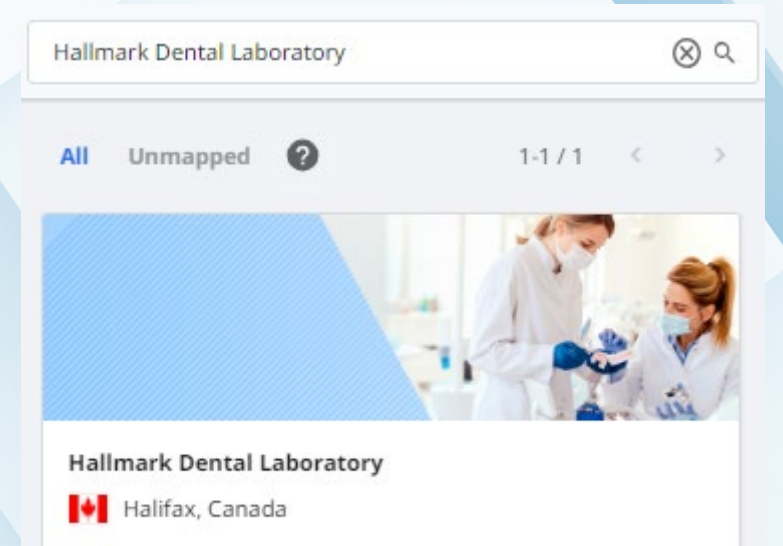 Hallmark Dental Laboratory
All Unmapped ? 1-1 / 1 < >
Hallmark Dental Laboratory
Halifax, Canada